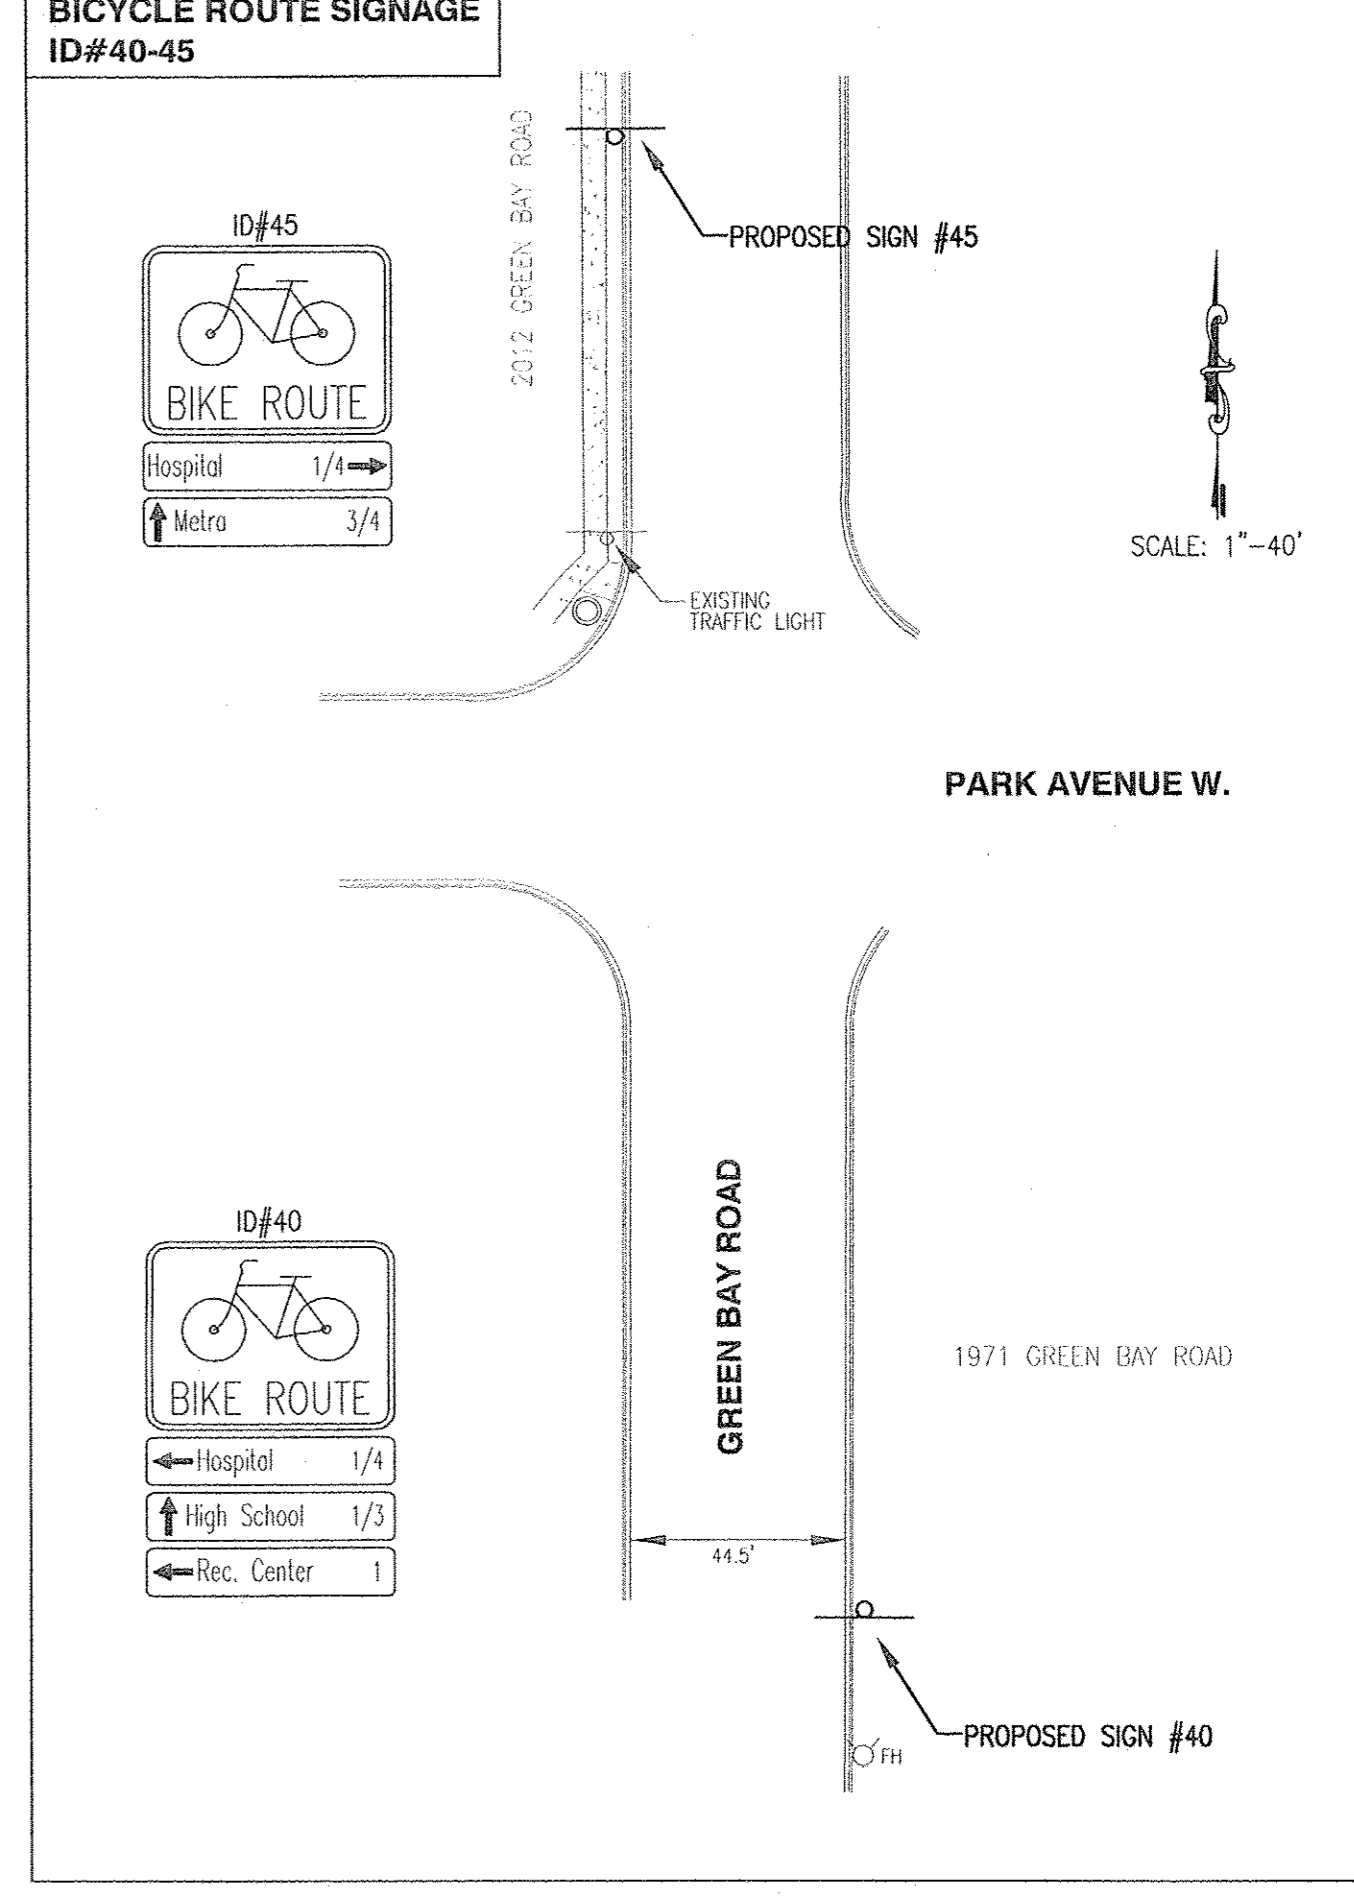 BICYCLE ROUTE SIGNAGE
ID#40-45
2012 GREEN BAY ROAD
PROPOSED SIGN #45
ID#45
BIKE ROUTE
Hospital 1/4
Metra 3/4
SCALE: 1"-40'
EXISTING
TRAFFIC LIGHT
PARK AVENUE W.
GREEN BAY ROAD
ID#40
BIKE ROUTE
Hospital 1/4
High School 1/3
Rec. Center 1
1971 GREEN BAY ROAD
44.5'
PROPOSED SIGN #40
FH